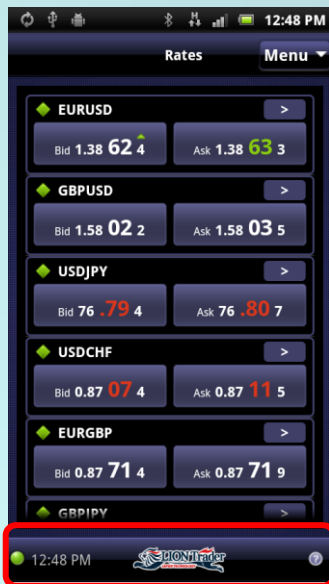 12:48 PM
Rates
Menu
EURUSD >
Bid 1.38 62 4 Ask 1.38 63 3
GBPUSD >
Bid 1.58 02 2 Ask 1.58 03 5
USDJPY >
Bid 76 .79 4 Ask 76 .80 7
USDCHF >
Bid 0.87 07 4 Ask 0.87 11 5
EURGBP >
Bid 0.87 71 4 Ask 0.87 71 9
GBPJPY >
12:48 PM LION Trader ?